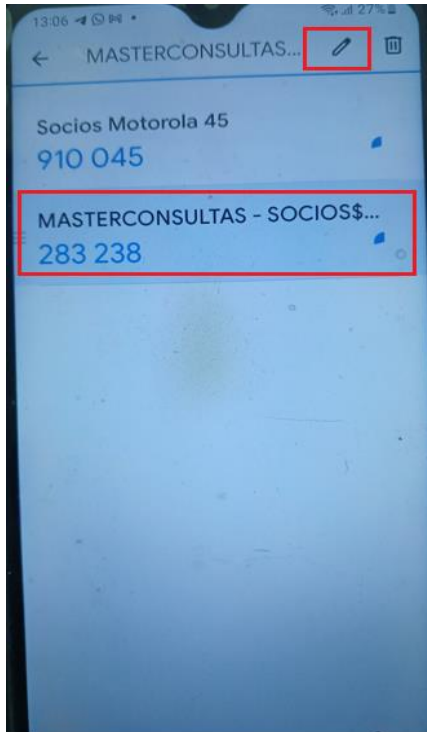 13:06
27%
MASTERCONSULTAS...
Socios Motorola 45
910 045
MASTERCONSULTAS - SOCIOS$...
283 238